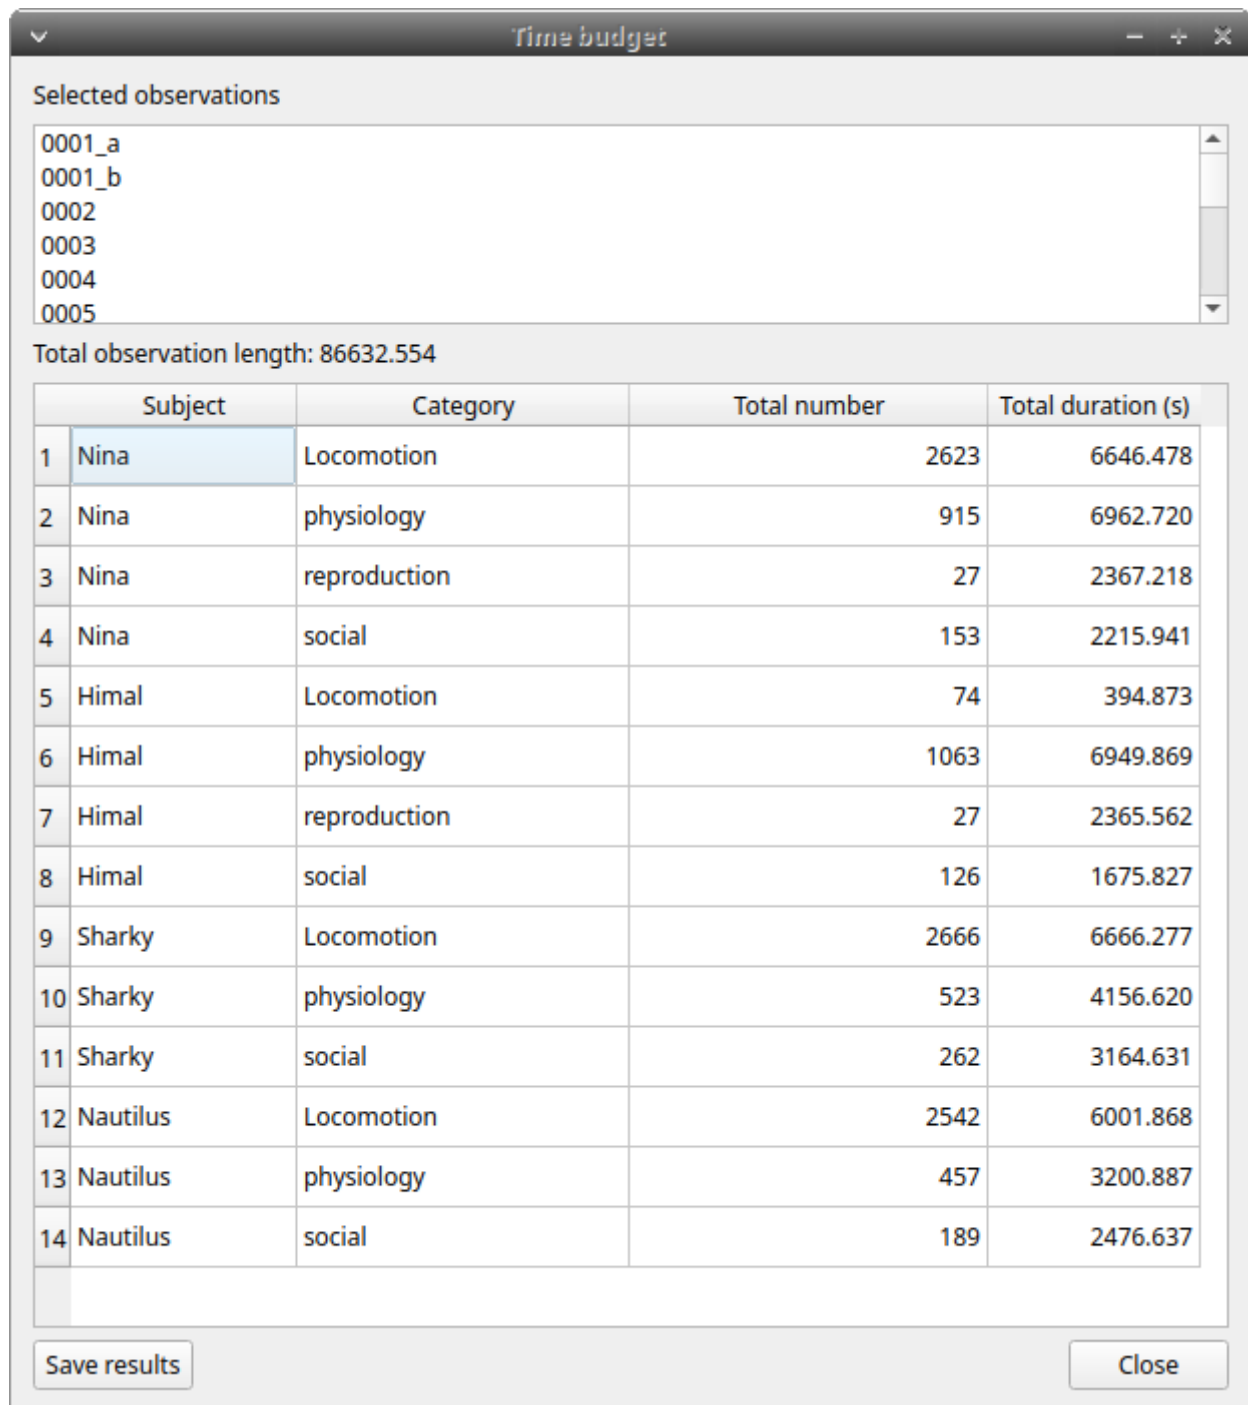 Time budget
Selected observations
0001_a
0001_b
0002
0003
0004
0005
Total observation length: 86632.554
Subject Category Total number Total duration (s)
1 Nina Locomotion 2623 6646.478
2 Nina physiology 915 6962.720
3 Nina reproduction 27 2367.218
4 Nina social 153 2215.941
5 Himal Locomotion 74 394.873
6 Himal physiology 1063 6949.869
7 Himal reproduction 27 2365.562
8 Himal social 126 1675.827
9 Sharky Locomotion 2666 6666.277
10 Sharky physiology 523 4156.620
11 Sharky social 262 3164.631
12 Nautilus Locomotion 2542 6001.868
13 Nautilus physiology 457 3200.887
14 Nautilus social 189 2476.637
Save results Close